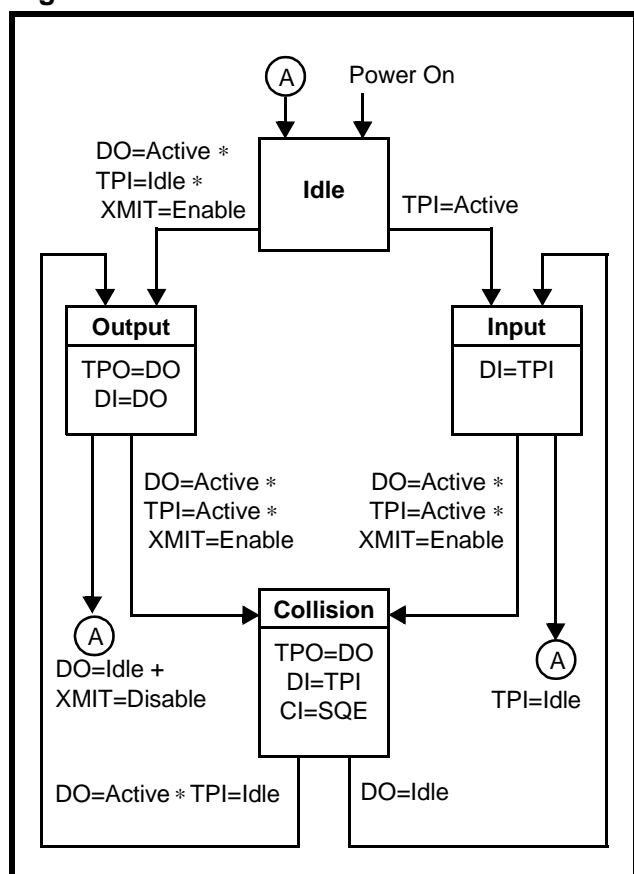 A
Power On
DO=Active *
TPI=Idle *
XMIT=Enable
Idle
TPI=Active
Output
TPO=DO
DI=DO
Input
DI=TPI
DO=Active *
TPI=Active *
XMIT=Enable
DO=Active *
TPI=Active *
XMIT=Enable
Collision
TPO=DO
DI=TPI
CI=SQE
A
DO=Idle +
XMIT=Disable
A
TPI=Idle
DO=Active * TPI=Idle
DO=Idle